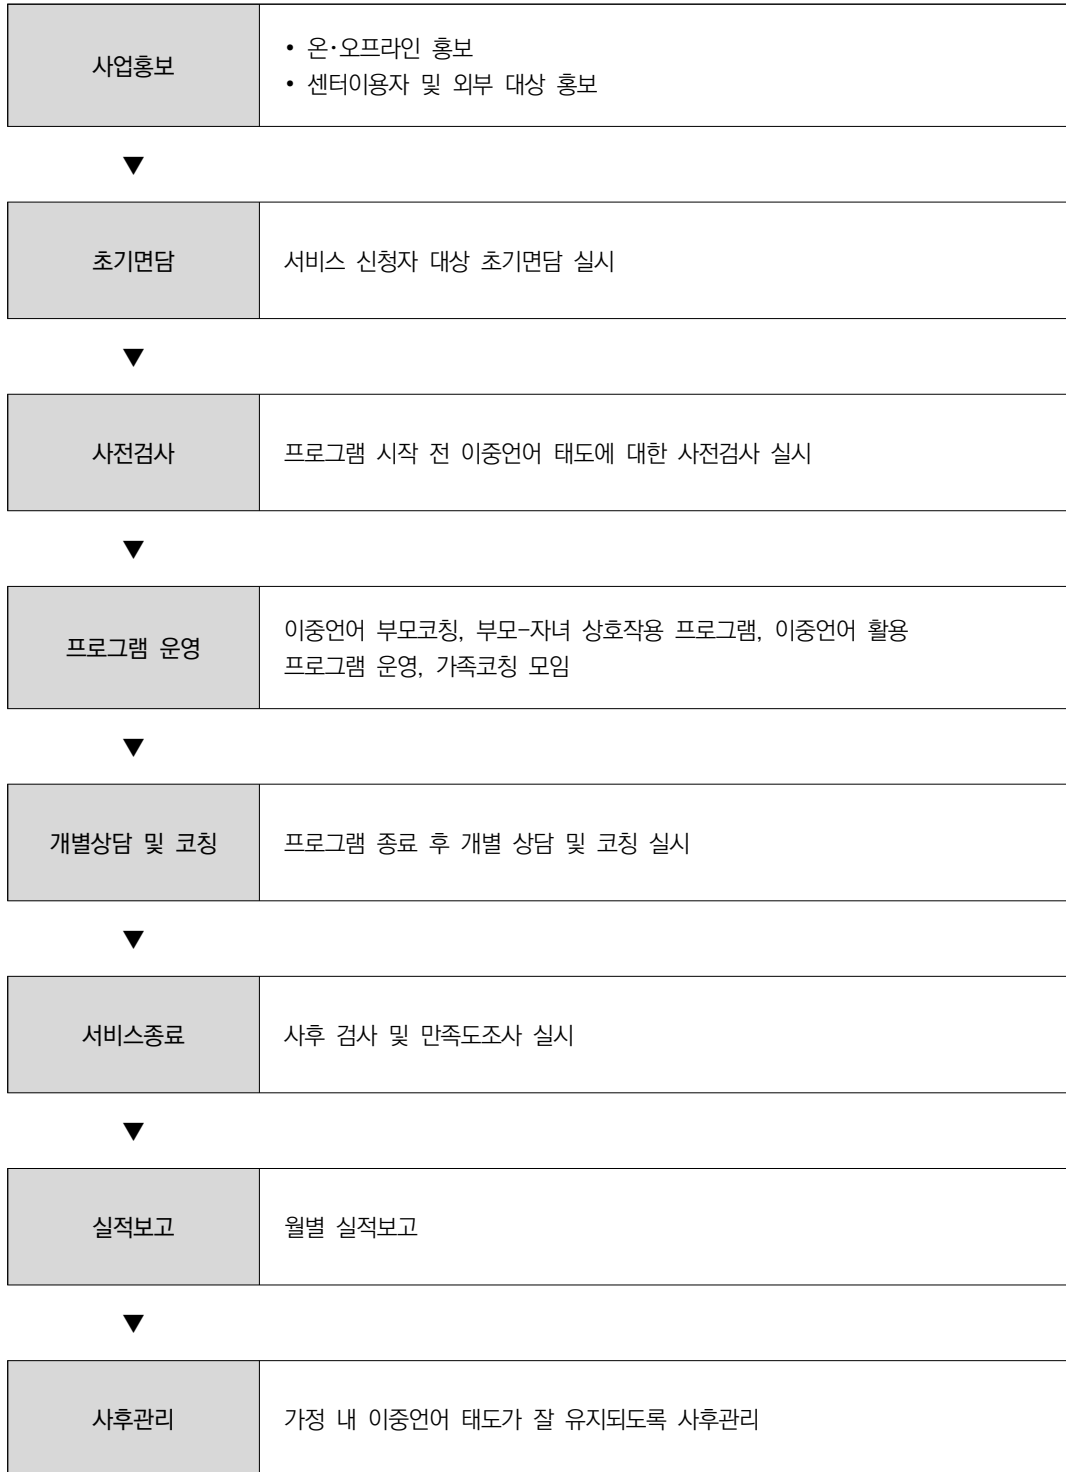 사업홍보
• 온·오프라인 홍보
• 센터이용자 및 외부 대상 홍보
▼
초기면담
서비스 신청자 대상 초기면담 실시
▼
사전검사
프로그램 시작 전 이중언어 태도에 대한 사전검사 실시
▼
프로그램 운영
이중언어 부모코칭, 부모-자녀 상호작용 프로그램, 이중언어 활용
프로그램 운영, 가족코칭 모임
▼
개별상담 및 코칭
프로그램 종료 후 개별 상담 및 코칭 실시
▼
서비스종료
사후 검사 및 만족도조사 실시
▼
실적보고
월별 실적보고
▼
사후관리
가정 내 이중언어 태도가 잘 유지되도록 사후관리